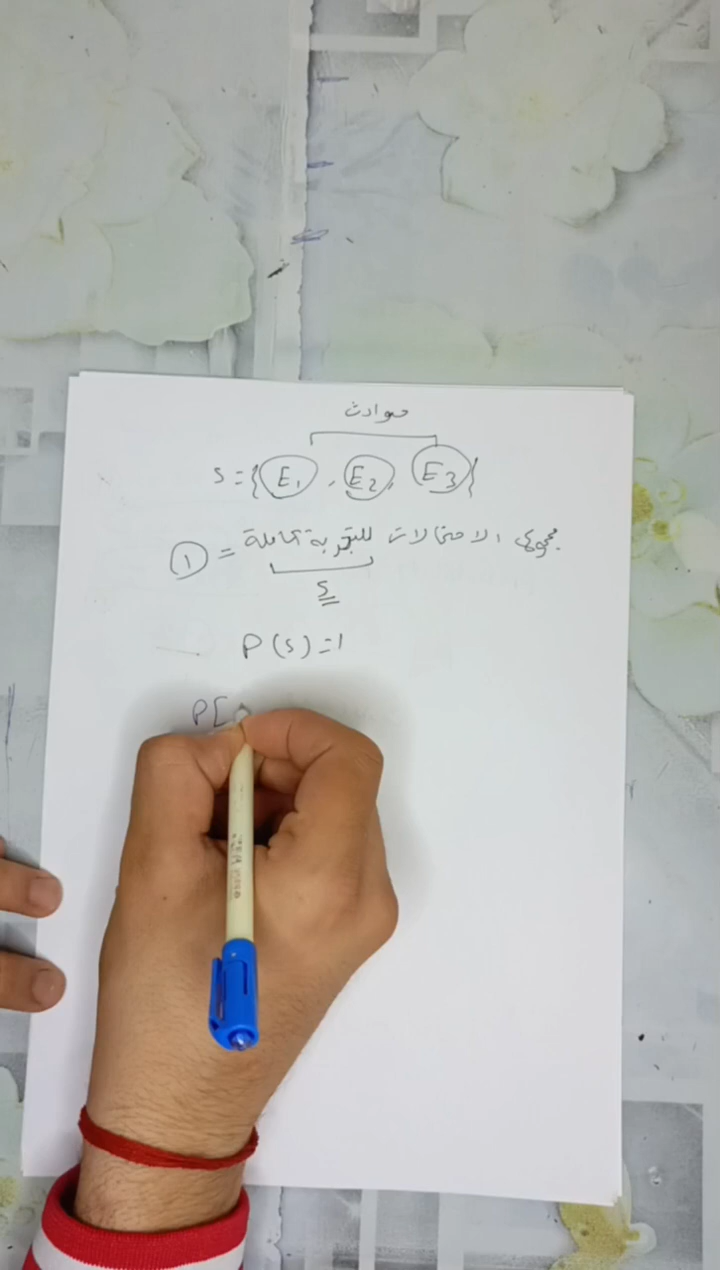 حوادث
S = {E₁ , E₂ , E₃}
مجموع الاحتمالات للتجربة كاملة = ①
S
P(S) = 1
P[